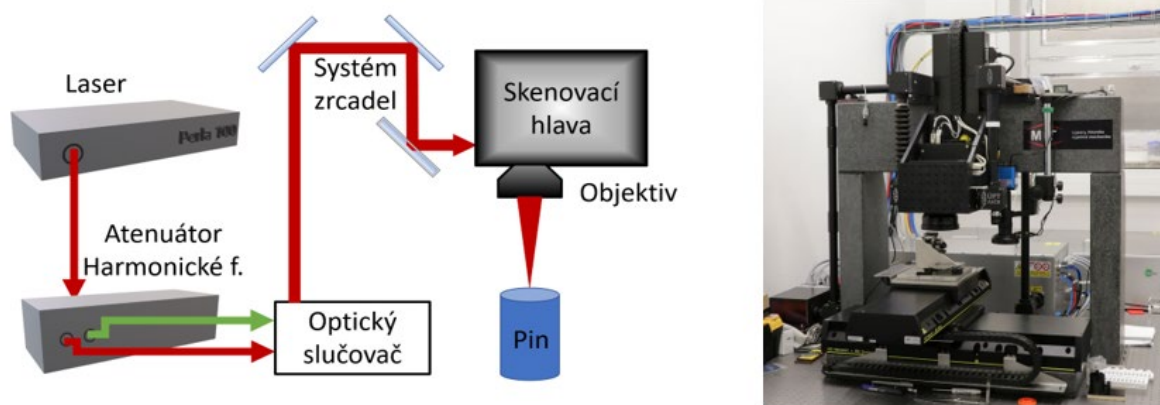 Laser
Perla 100
Atenuátor
Harmonické f.
Optický
slučovač
Systém
zrcadel
Skenovací
hlava
Objektiv
Pin